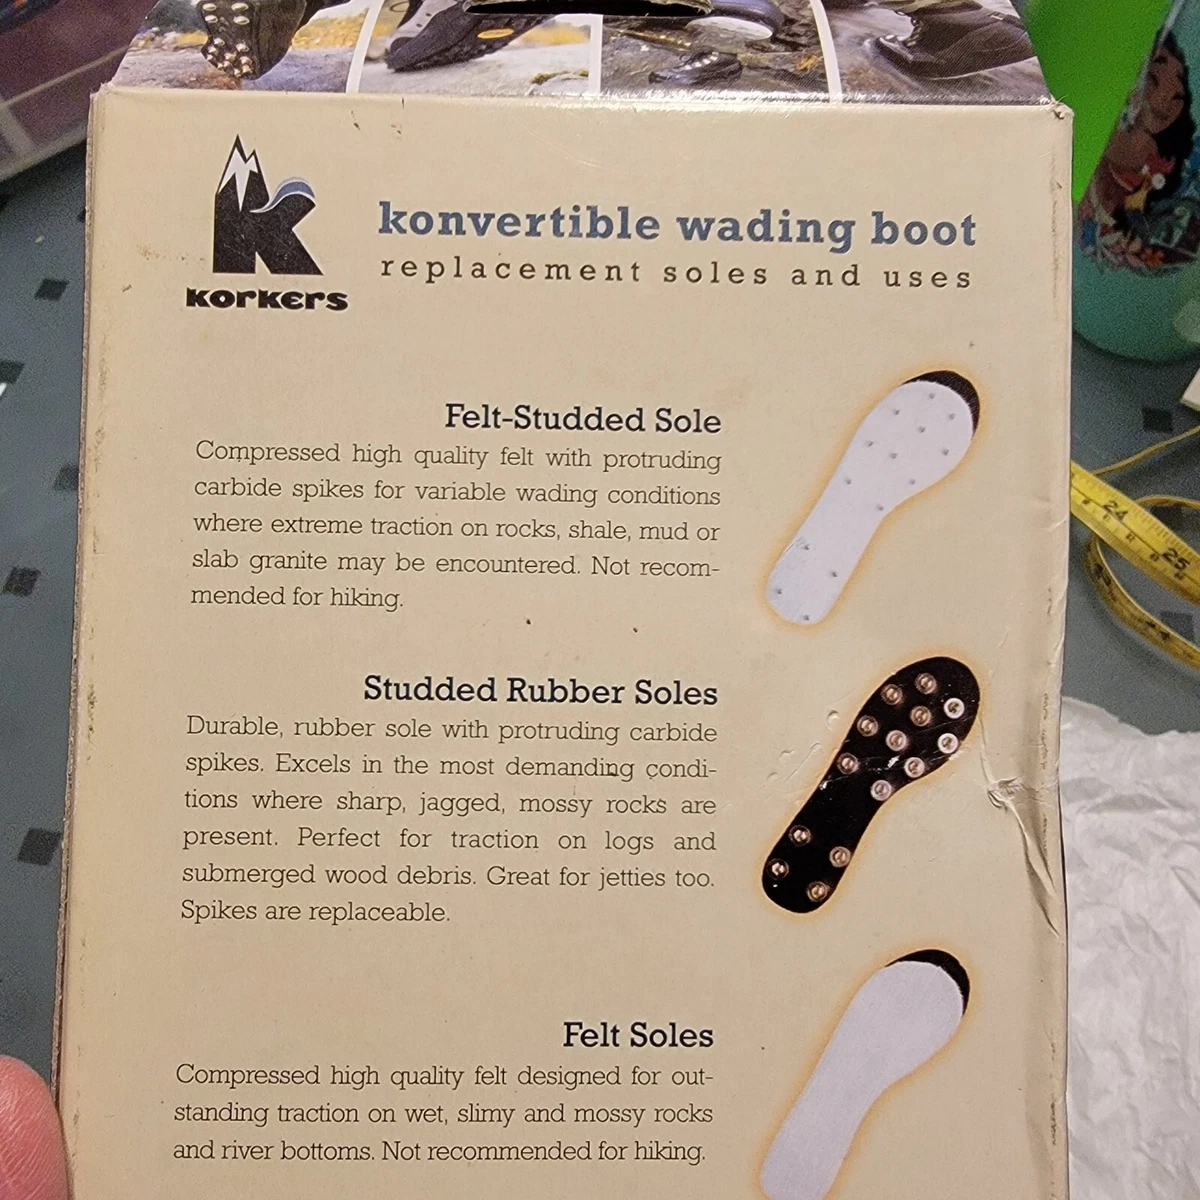 korkers
konvertible wading boot
replacement soles and uses
Felt-Studded Sole
Compressed high quality felt with protruding
carbide spikes for variable wading conditions
where extreme traction on rocks, shale, mud or
slab granite may be encountered. Not recom-
mended for hiking.
Studded Rubber Soles
Durable, rubber sole with protruding carbide
spikes. Excels in the most demanding condi-
tions where sharp, jagged, mossy rocks are
present. Perfect for traction on logs and
submerged wood debris. Great for jetties too.
Spikes are replaceable.
Felt Soles
Compressed high quality felt designed for out-
standing traction on wet, slimy and mossy rocks
and river bottoms. Not recommended for hiking.
24
25